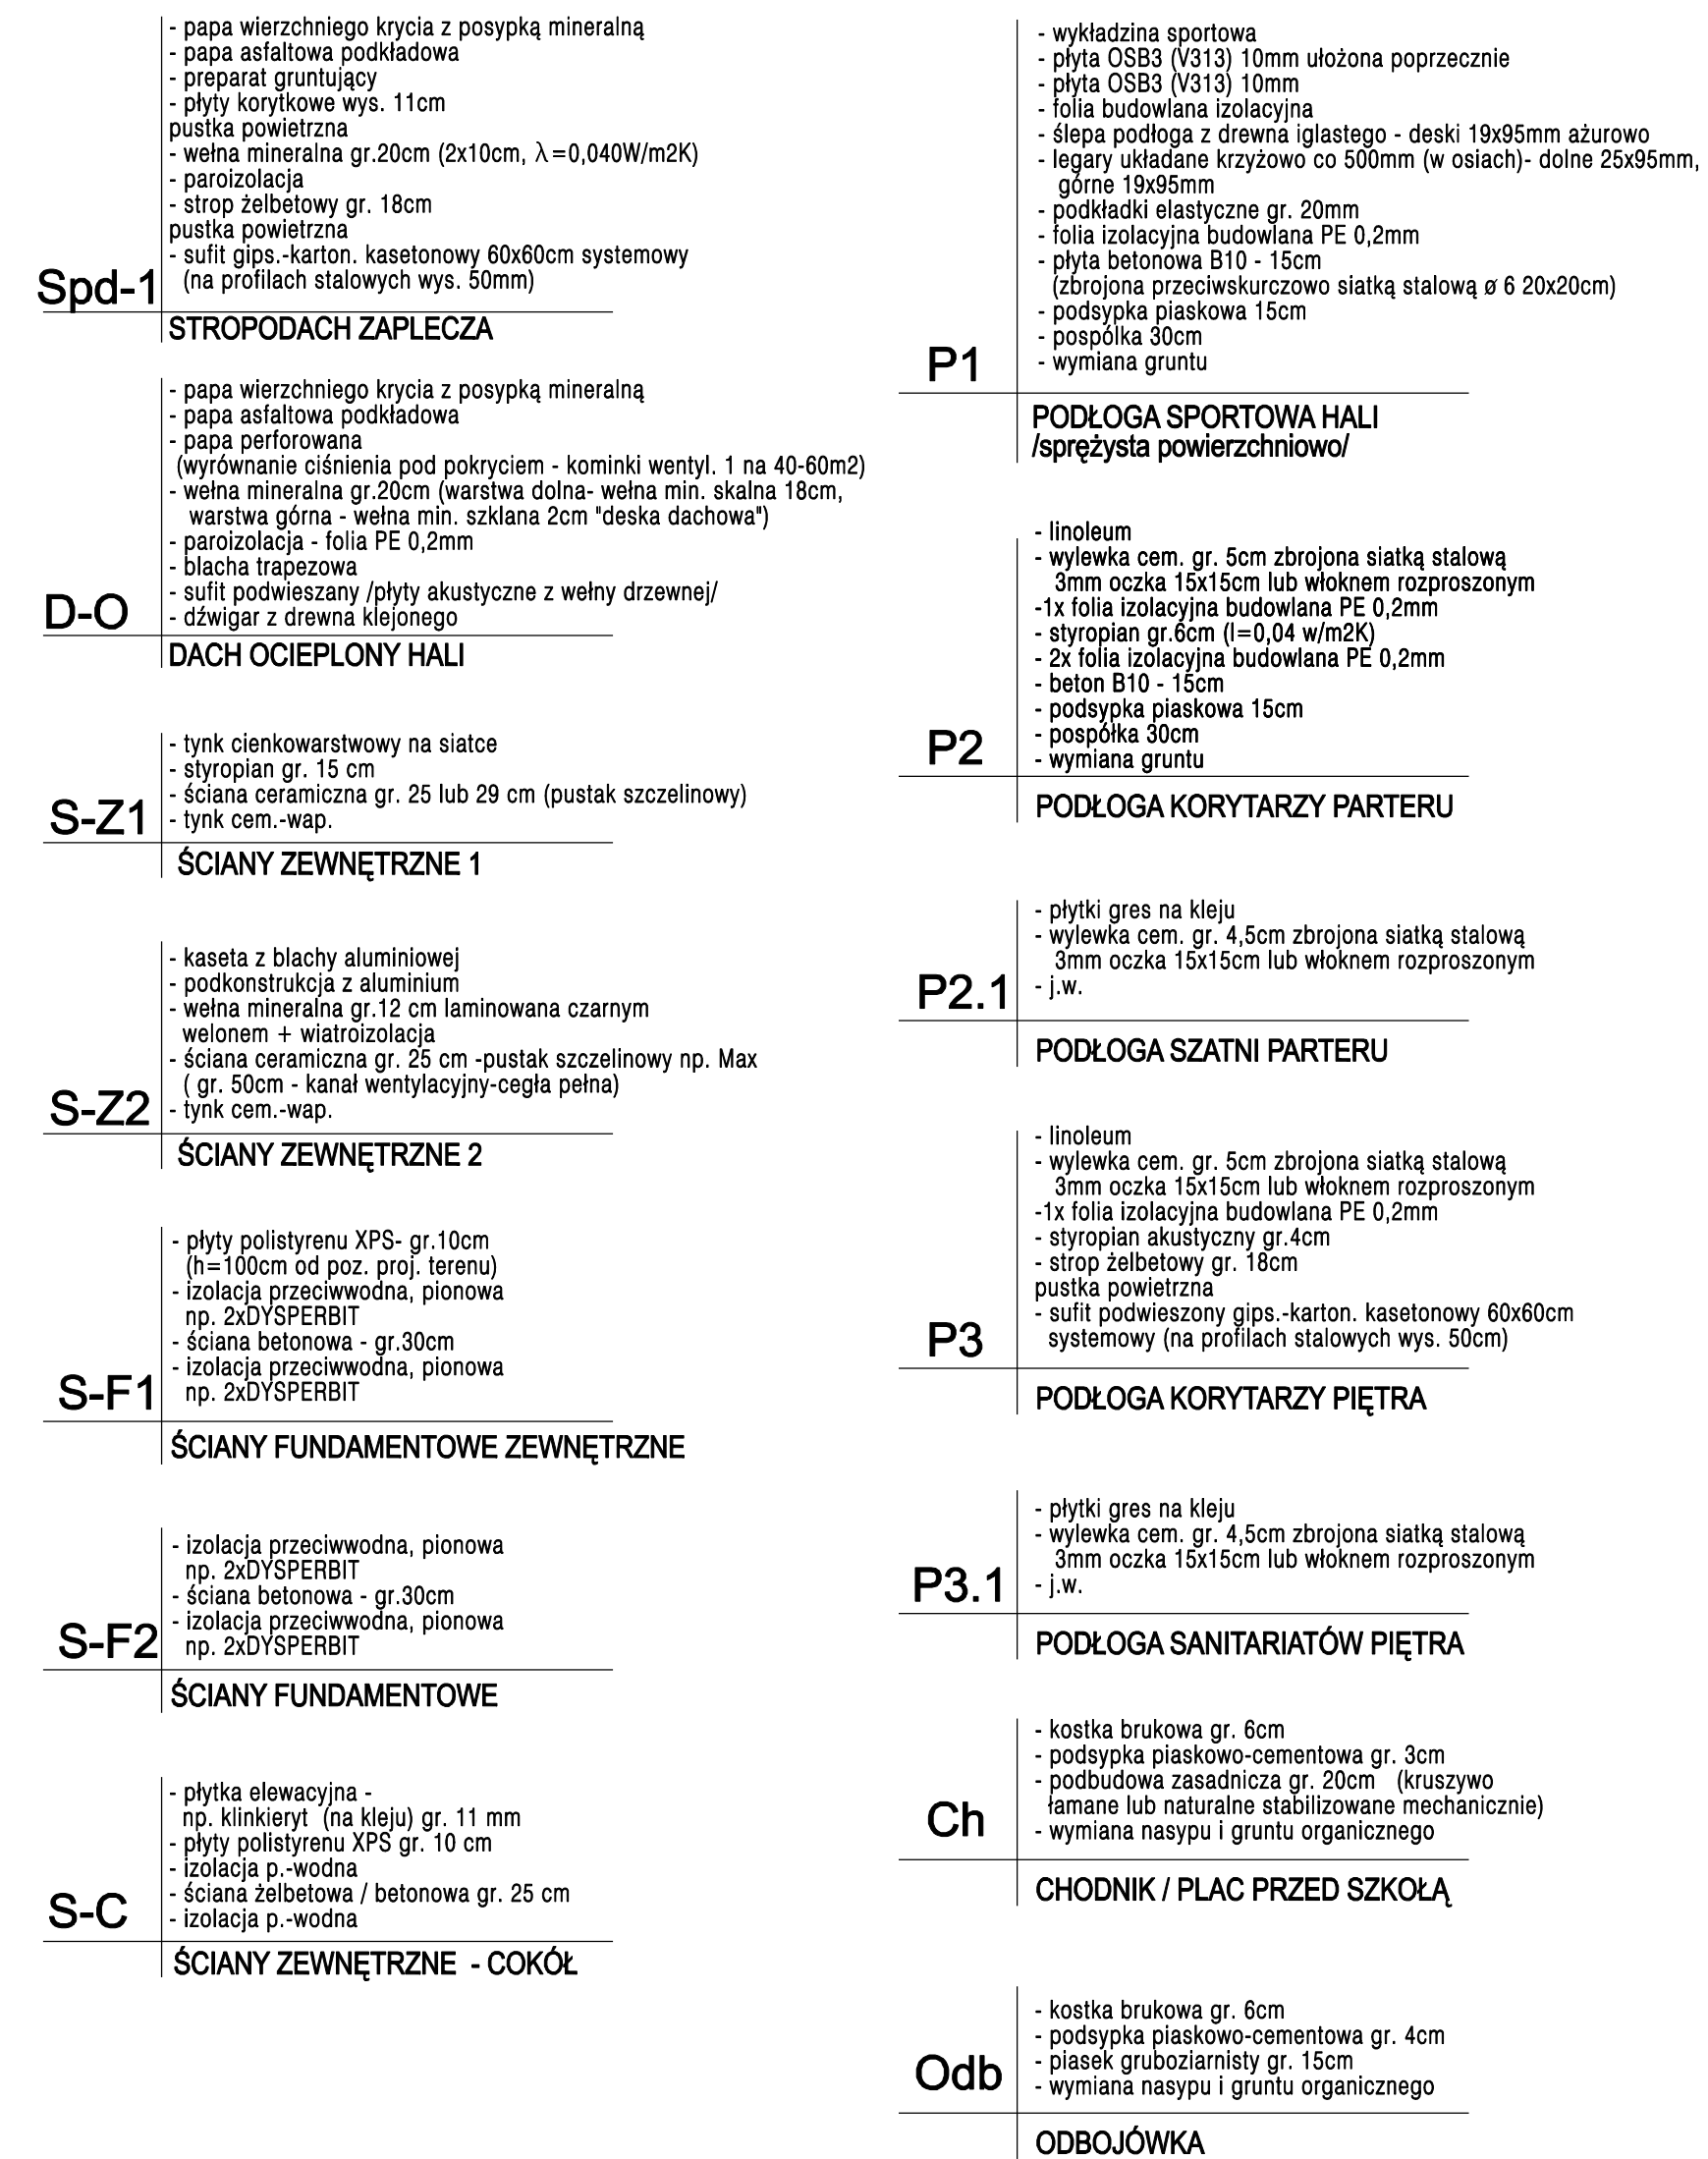 - papa wierzchniego krycia z posypką mineralną
- papa asfaltowa podkładowa
- preparat gruntujący
- płyty korytkowe wys. 11cm
pustka powietrzna
- wełna mineralna gr.20cm (2x10cm, λ=0,040W/m2K)
- paroizolacja
- strop żelbetowy gr. 18cm
pustka powietrzna
- sufit gips.-karton. kasetonowy 60x60cm systemowy
(na profilach stalowych wys. 50mm)
Spd-1
STROPODACH ZAPLECZA
- papa wierzchniego krycia z posypką mineralną
- papa asfaltowa podkładowa
- papa perforowana
(wyrównanie ciśnienia pod pokryciem - kominki wentyl. 1 na 40-60m2)
- wełna mineralna gr.20cm (warstwa dolna- wełna min. skalna 18cm,
warstwa górna - wełna min. szklana 2cm "deska dachowa")
- paroizolacja - folia PE 0,2mm
- blacha trapezowa
- sufit podwieszany /płyty akustyczne z wełny drzewnej/
- dźwigar z drewna klejonego
D-O
DACH OCIEPLONY HALI
- tynk cienkowarstwowy na siatce
- styropian gr. 15 cm
- ściana ceramiczna gr. 25 lub 29 cm (pustak szczelinowy)
- tynk cem.-wap.
S-Z1
ŚCIANY ZEWNĘTRZNE 1
- kaseta z blachy aluminiowej
- podkonstrukcja z aluminium
- wełna mineralna gr.12 cm laminowana czarnym
welonem + wiatroizolacja
- ściana ceramiczna gr. 25 cm -pustak szczelinowy np. Max
( gr. 50cm - kanał wentylacyjny-cegła pełna)
- tynk cem.-wap.
S-Z2
ŚCIANY ZEWNĘTRZNE 2
- płyty polistyrenu XPS- gr.10cm
(h=100cm od poz. proj. terenu)
- izolacja przeciwwodna, pionowa
np. 2xDYSPERBIT
- ściana betonowa - gr.30cm
- izolacja przeciwwodna, pionowa
np. 2xDYSPERBIT
S-F1
ŚCIANY FUNDAMENTOWE ZEWNĘTRZNE
- izolacja przeciwwodna, pionowa
np. 2xDYSPERBIT
- ściana betonowa - gr.30cm
- izolacja przeciwwodna, pionowa
np. 2xDYSPERBIT
S-F2
ŚCIANY FUNDAMENTOWE
- płytka elewacyjna -
np. klinkieryt (na kleju) gr. 11 mm
- płyty polistyrenu XPS gr. 10 cm
- izolacja p.-wodna
- ściana żelbetowa / betonowa gr. 25 cm
- izolacja p.-wodna
S-C
ŚCIANY ZEWNĘTRZNE - COKÓŁ
- wykładzina sportowa
- płyta OSB3 (V313) 10mm ułożona poprzecznie
- płyta OSB3 (V313) 10mm
- folia budowlana izolacyjna
- ślepa podłoga z drewna iglastego - deski 19x95mm ażurowo
- legary układane krzyżowo co 500mm (w osiach)- dolne 25x95mm,
górne 19x95mm
- podkładki elastyczne gr. 20mm
- folia izolacyjna budowlana PE 0,2mm
- płyta betonowa B10 - 15cm
(zbrojona przeciwskurczowo siatką stalową ø 6 20x20cm)
- podsypka piaskowa 15cm
- pospólka 30cm
- wymiana gruntu
P1
PODŁOGA SPORTOWA HALI
/sprężysta powierzchniowo/
- linoleum
- wylewka cem. gr. 5cm zbrojona siatką stalową
3mm oczka 15x15cm lub włoknem rozproszonym
-1x folia izolacyjna budowlana PE 0,2mm
- styropian gr.6cm (l=0,04 w/m2K)
- 2x folia izolacyjna budowlana PE 0,2mm
- beton B10 - 15cm
- podsypka piaskowa 15cm
- pospółka 30cm
- wymiana gruntu
P2
PODŁOGA KORYTARZY PARTERU
- płytki gres na kleju
- wylewka cem. gr. 4,5cm zbrojona siatką stalową
3mm oczka 15x15cm lub włoknem rozproszonym
- j.w.
P2.1
PODŁOGA SZATNI PARTERU
- linoleum
- wylewka cem. gr. 5cm zbrojona siatką stalową
3mm oczka 15x15cm lub włoknem rozproszonym
-1x folia izolacyjna budowlana PE 0,2mm
- styropian akustyczny gr.4cm
- strop żelbetowy gr. 18cm
pustka powietrzna
- sufit podwieszony gips.-karton. kasetonowy 60x60cm
systemowy (na profilach stalowych wys. 50cm)
P3
PODŁOGA KORYTARZY PIĘTRA
- płytki gres na kleju
- wylewka cem. gr. 4,5cm zbrojona siatką stalową
3mm oczka 15x15cm lub włoknem rozproszonym
- j.w.
P3.1
PODŁOGA SANITARIATÓW PIĘTRA
- kostka brukowa gr. 6cm
- podsypka piaskowo-cementowa gr. 3cm
- podbudowa zasadnicza gr. 20cm (kruszywo
łamane lub naturalne stabilizowane mechanicznie)
- wymiana nasypu i gruntu organicznego
Ch
CHODNIK / PLAC PRZED SZKOŁĄ
- kostka brukowa gr. 6cm
- podsypka piaskowo-cementowa gr. 4cm
- piasek gruboziarnisty gr. 15cm
- wymiana nasypu i gruntu organicznego
Odb
ODBOJÓWKA